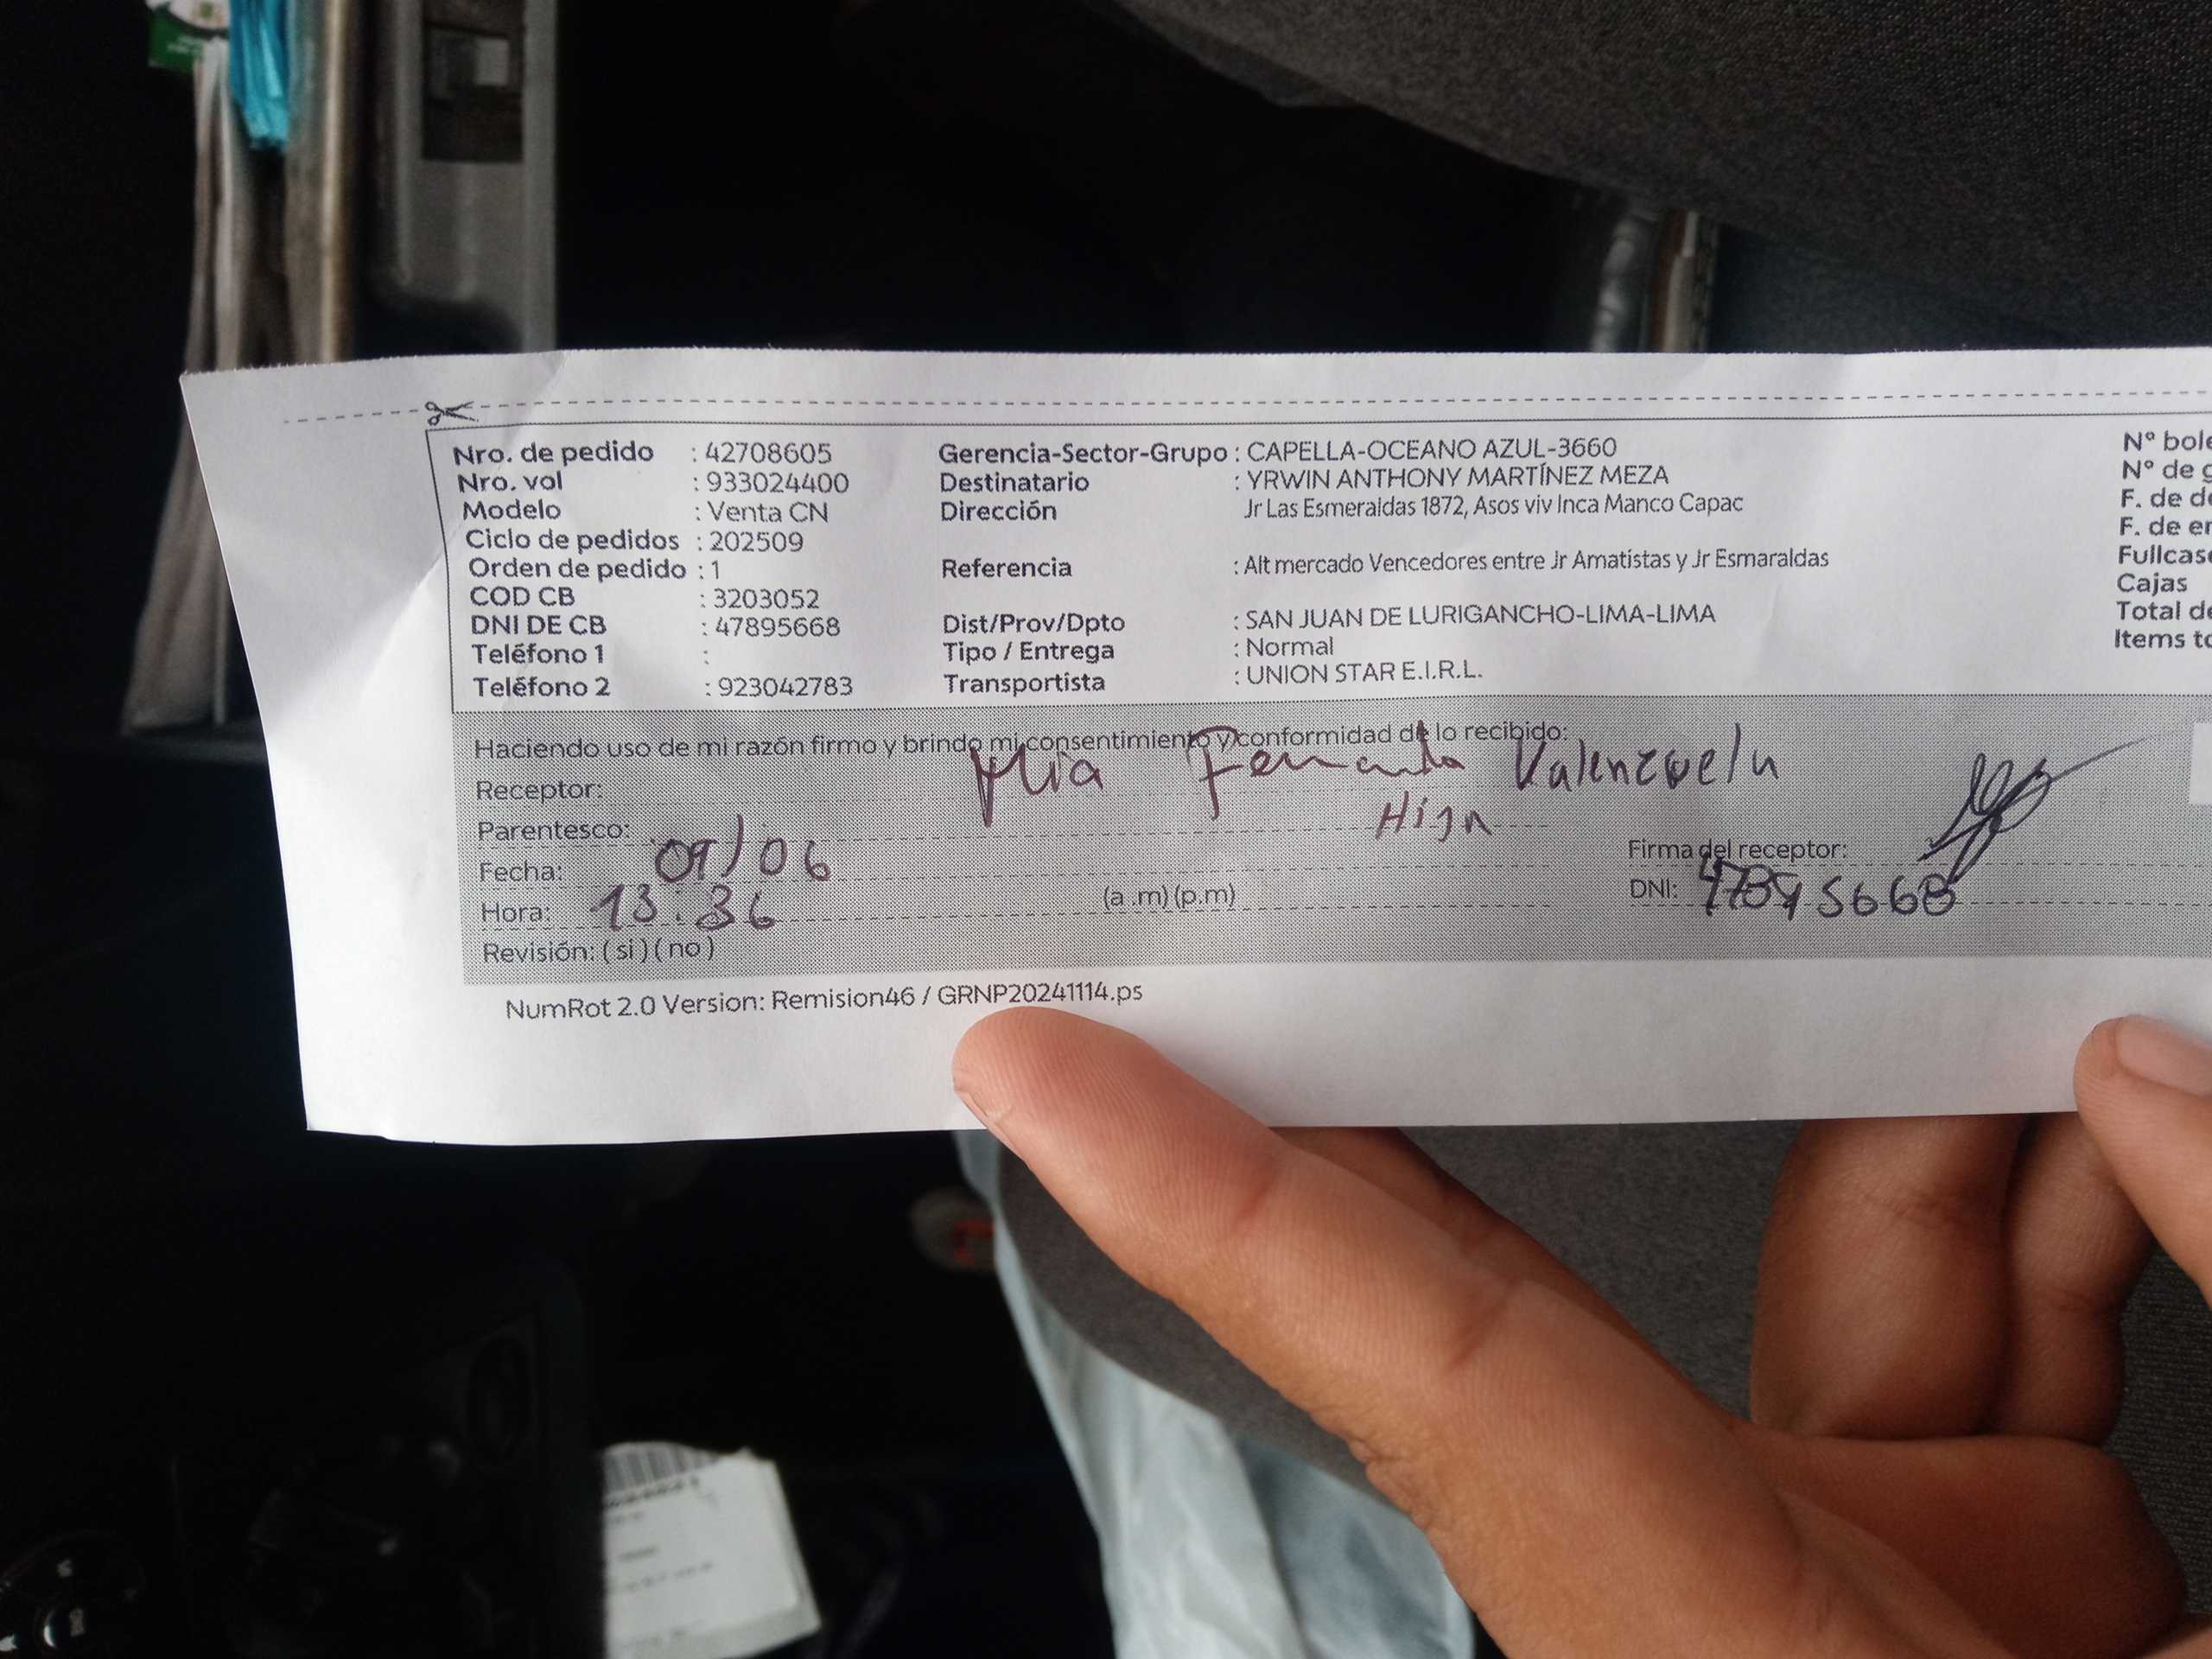 Nro. de pedido : 42708605
Nro. vol : 933024400
Modelo : Venta CN
Ciclo de pedidos : 202509
Orden de pedido : 1
COD CB : 3203052
DNI DE CB : 47895668
Teléfono 1 :
Teléfono 2 : 923042783
Gerencia-Sector-Grupo : CAPELLA-OCEANO AZUL-3660
Destinatario : YRWIN ANTHONY MARTÍNEZ MEZA
Dirección Jr Las Esmeraldas 1872, Asos viv Inca Manco Capac
Referencia : Alt mercado Vencedores entre Jr Amatistas y Jr Esmaraldas
Dist/Prov/Dpto : SAN JUAN DE LURIGANCHO-LIMA-LIMA
Tipo / Entrega : Normal
Transportista : UNION STAR E.I.R.L.
N° bole
N° de g
F. de de
F. de en
Fullcase
Cajas
Total de
Items to
Haciendo uso de mi razón firmo y brindo mi consentimiento y conformidad de lo recibido:
Receptor: Mia Fernanda Valenzuela
Parentesco: Hija
Fecha: 09/06
Hora: 13:36 (a .m) (p.m)
Revisión: ( si ) ( no )
Firma del receptor:
DNI: 47895668
NumRot 2.0 Version: Remision46 / GRNP20241114.ps